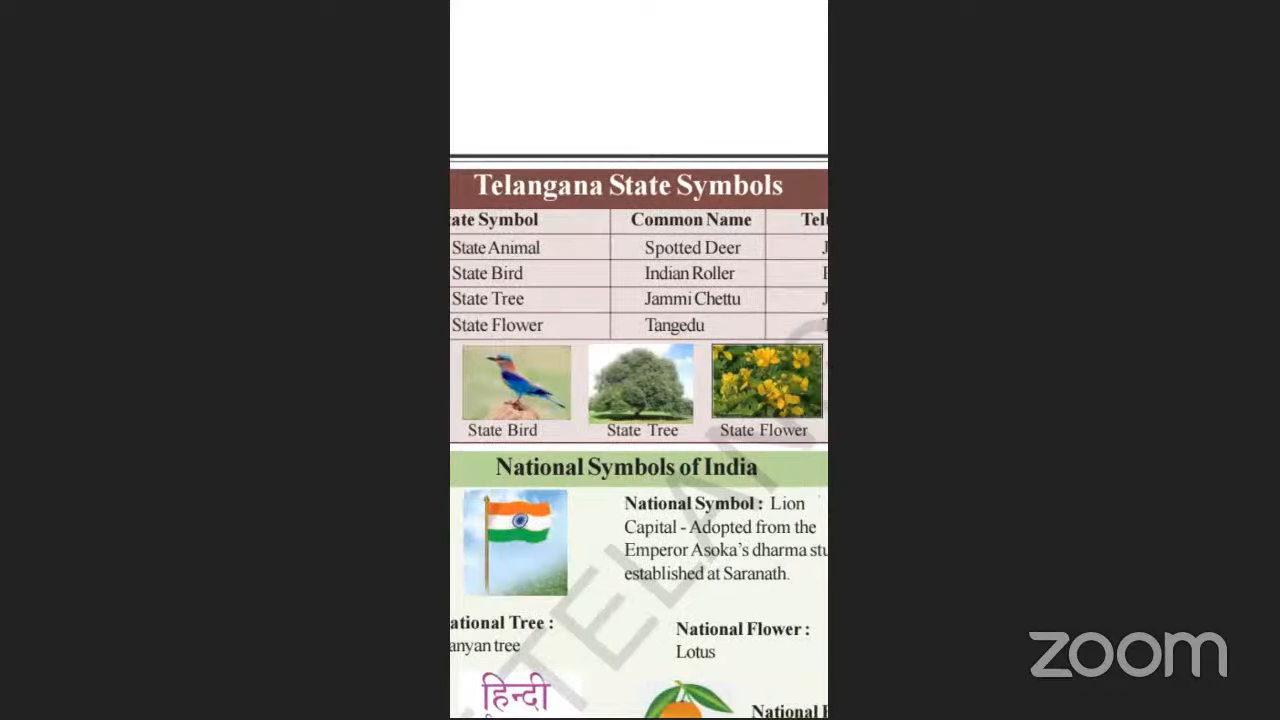 Telangana State Symbols
ate Symbol Common Name Telu
State Animal Spotted Deer J
State Bird Indian Roller
State Tree Jammi Chettu J
State Flower Tangedu T
State Bird State Tree State Flower
National Symbols of India
National Symbol : Lion
Capital - Adopted from the
Emperor Asoka's dharma stu
established at Saranath.
ational Tree :
anyan tree
National Flower :
Lotus
हिन्दी
National
TELANG
zoom